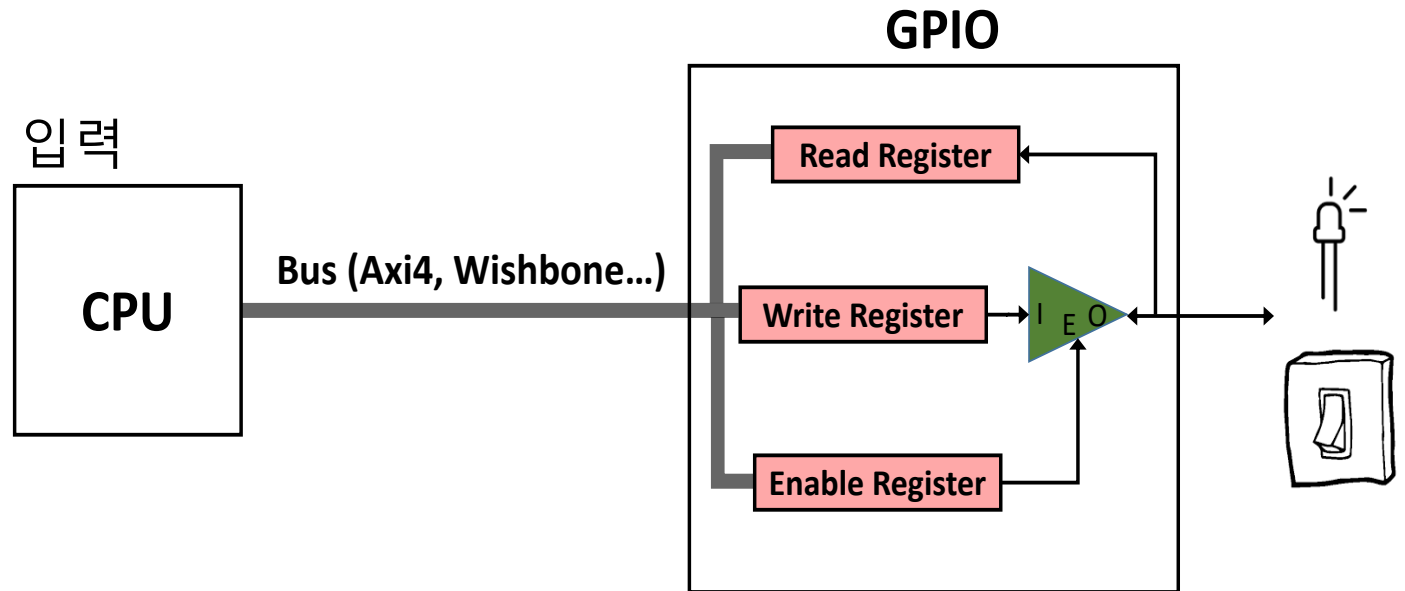 GPIO
입력
Read Register
Bus (Axi4, Wishbone...)
CPU
Write Register
I E O
Enable Register